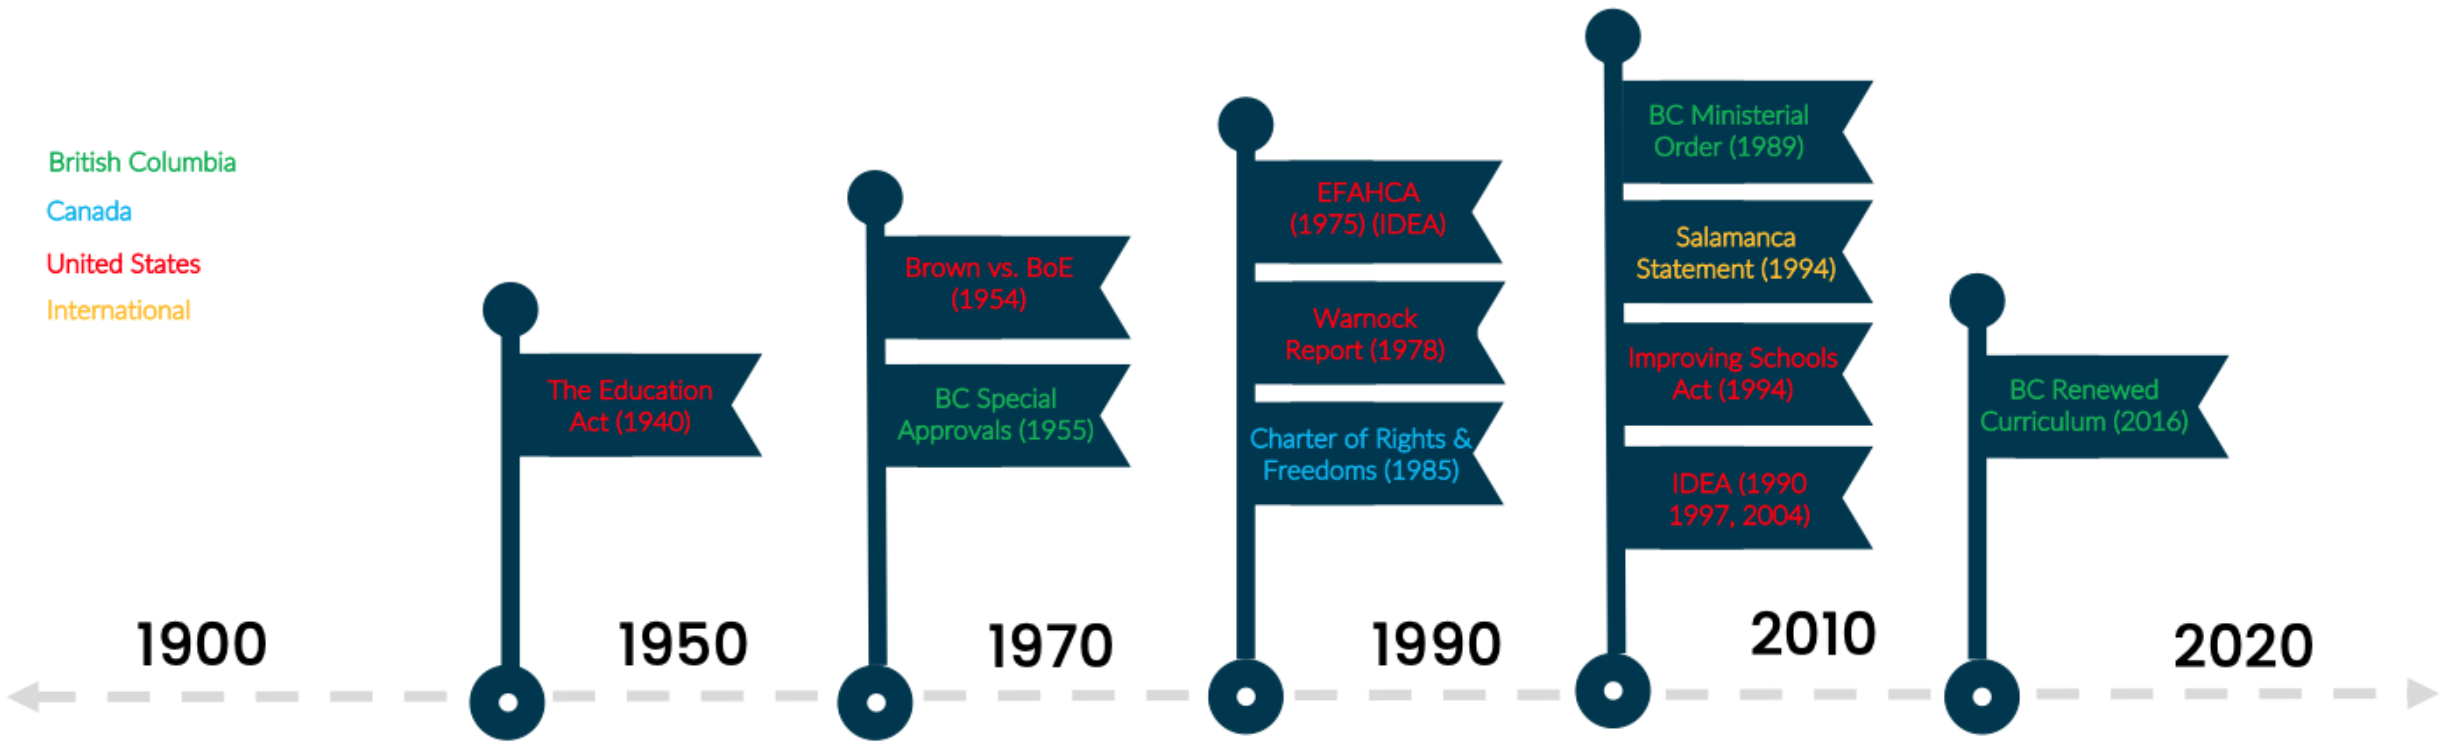 British Columbia
Canada
United States
International
The Education
Act (1940)
Brown vs. BoE
(1954)
BC Special
Approvals (1955)
EFAHCA
(1975) (IDEA)
Warnock
Report (1978)
Charter of Rights &
Freedoms (1985)
BC Ministerial
Order (1989)
Salamanca
Statement (1994)
Improving Schools
Act (1994)
IDEA (1990
1997, 2004)
BC Renewed
Curriculum (2016)
1900
1950
1970
1990
2010
2020